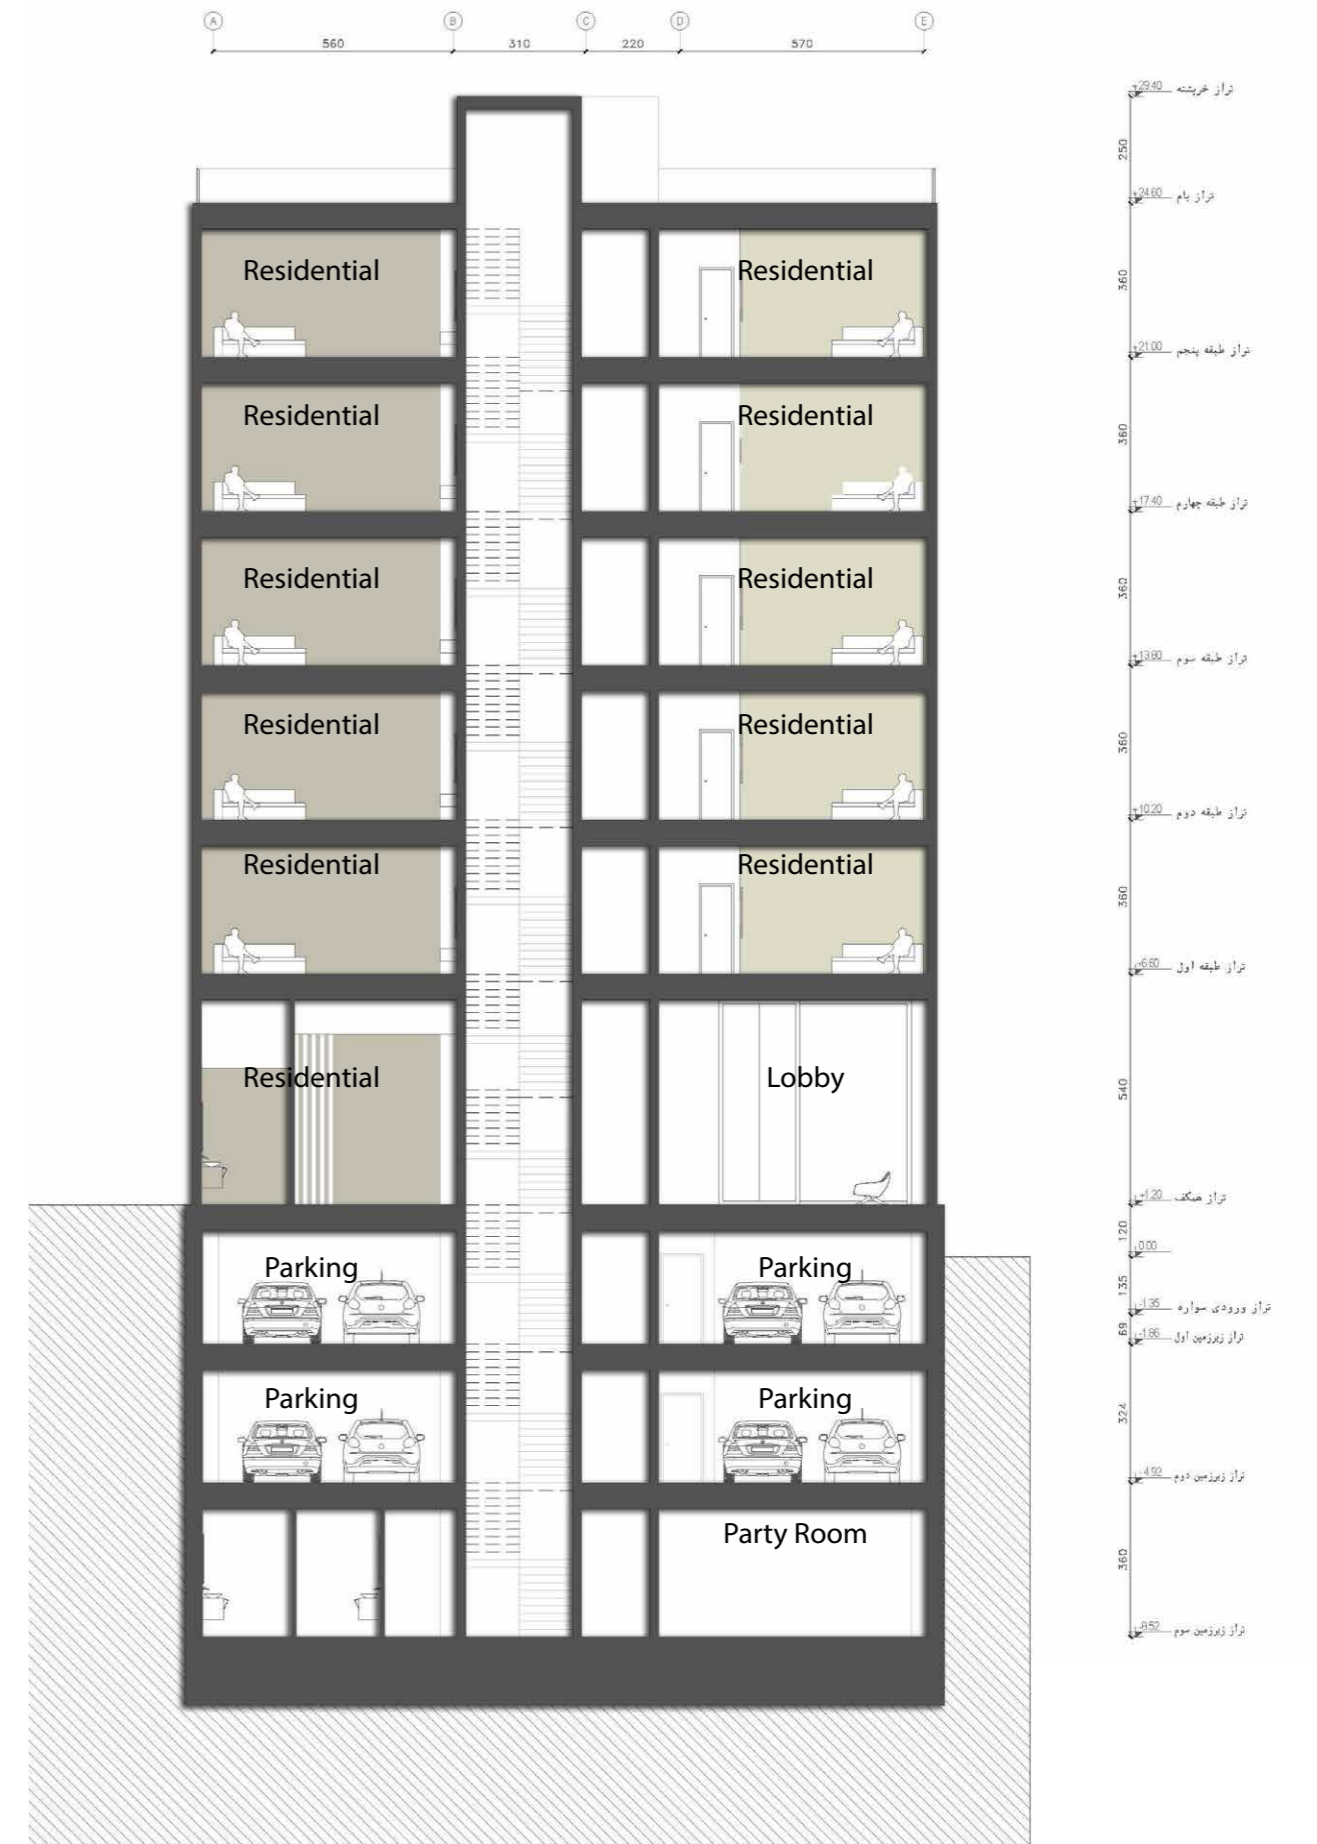 A B C D E
560 310 220 570
+29.40 تراز خرپشته
250
+24.60 تراز بام
Residential Residential
360
+21.00 تراز طبقه پنجم
Residential Residential
360
+17.40 تراز طبقه چهارم
Residential Residential
360
+13.80 تراز طبقه سوم
Residential Residential
360
+10.20 تراز طبقه دوم
Residential Residential
360
+6.60 تراز طبقه اول
Residential Lobby
540
+1.20 تراز همکف
120
±0.00
Parking Parking
135
-1.35 تراز ورودی سواره
69
تراز زیرزمین اول
Parking Parking
324
-4.92 تراز زیرزمین دوم
Party Room
360
-8.52 تراز زیرزمین سوم